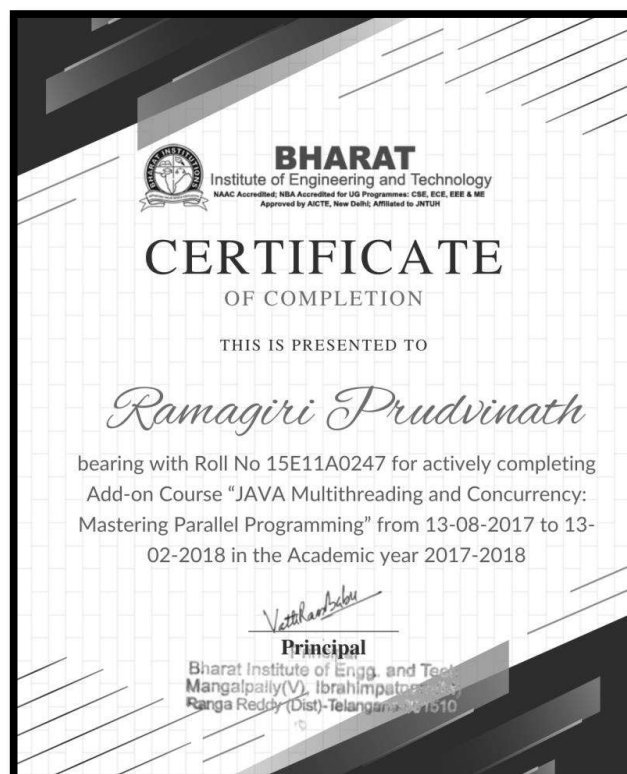 BHARAT INSTITUTIONS
BHARAT
Institute of Engineering and Technology
NAAC Accredited; NBA Accredited for UG Programmes: CSE, ECE, EEE & ME
Approved by AICTE, New Delhi; Affiliated to JNTUH
CERTIFICATE
OF COMPLETION
THIS IS PRESENTED TO
Ramagiri Prudvinath
bearing with Roll No 15E11A0247 for actively completing
Add-on Course “JAVA Multithreading and Concurrency:
Mastering Parallel Programming” from 13-08-2017 to 13-
02-2018 in the Academic year 2017-2018
Principal
Bharat Institute of Engg. and
Mangalpally(V),
Ranga Reddy (Dist)-Telangana